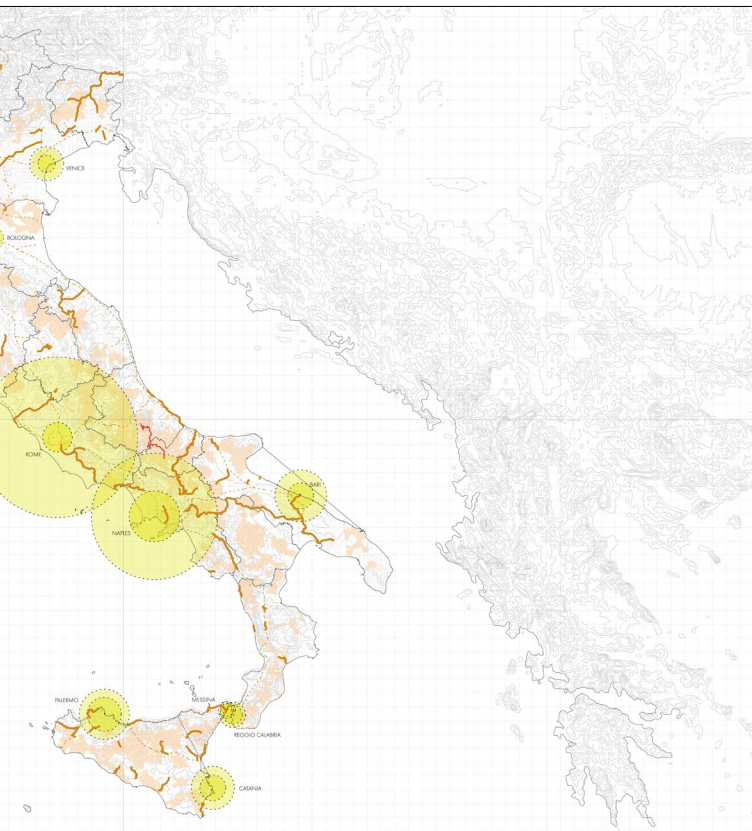 VENICE
BOLOGNA
ROME
BARI
NAPLES
PALERMO
MESSINA
REGGIO CALABRIA
CATANIA